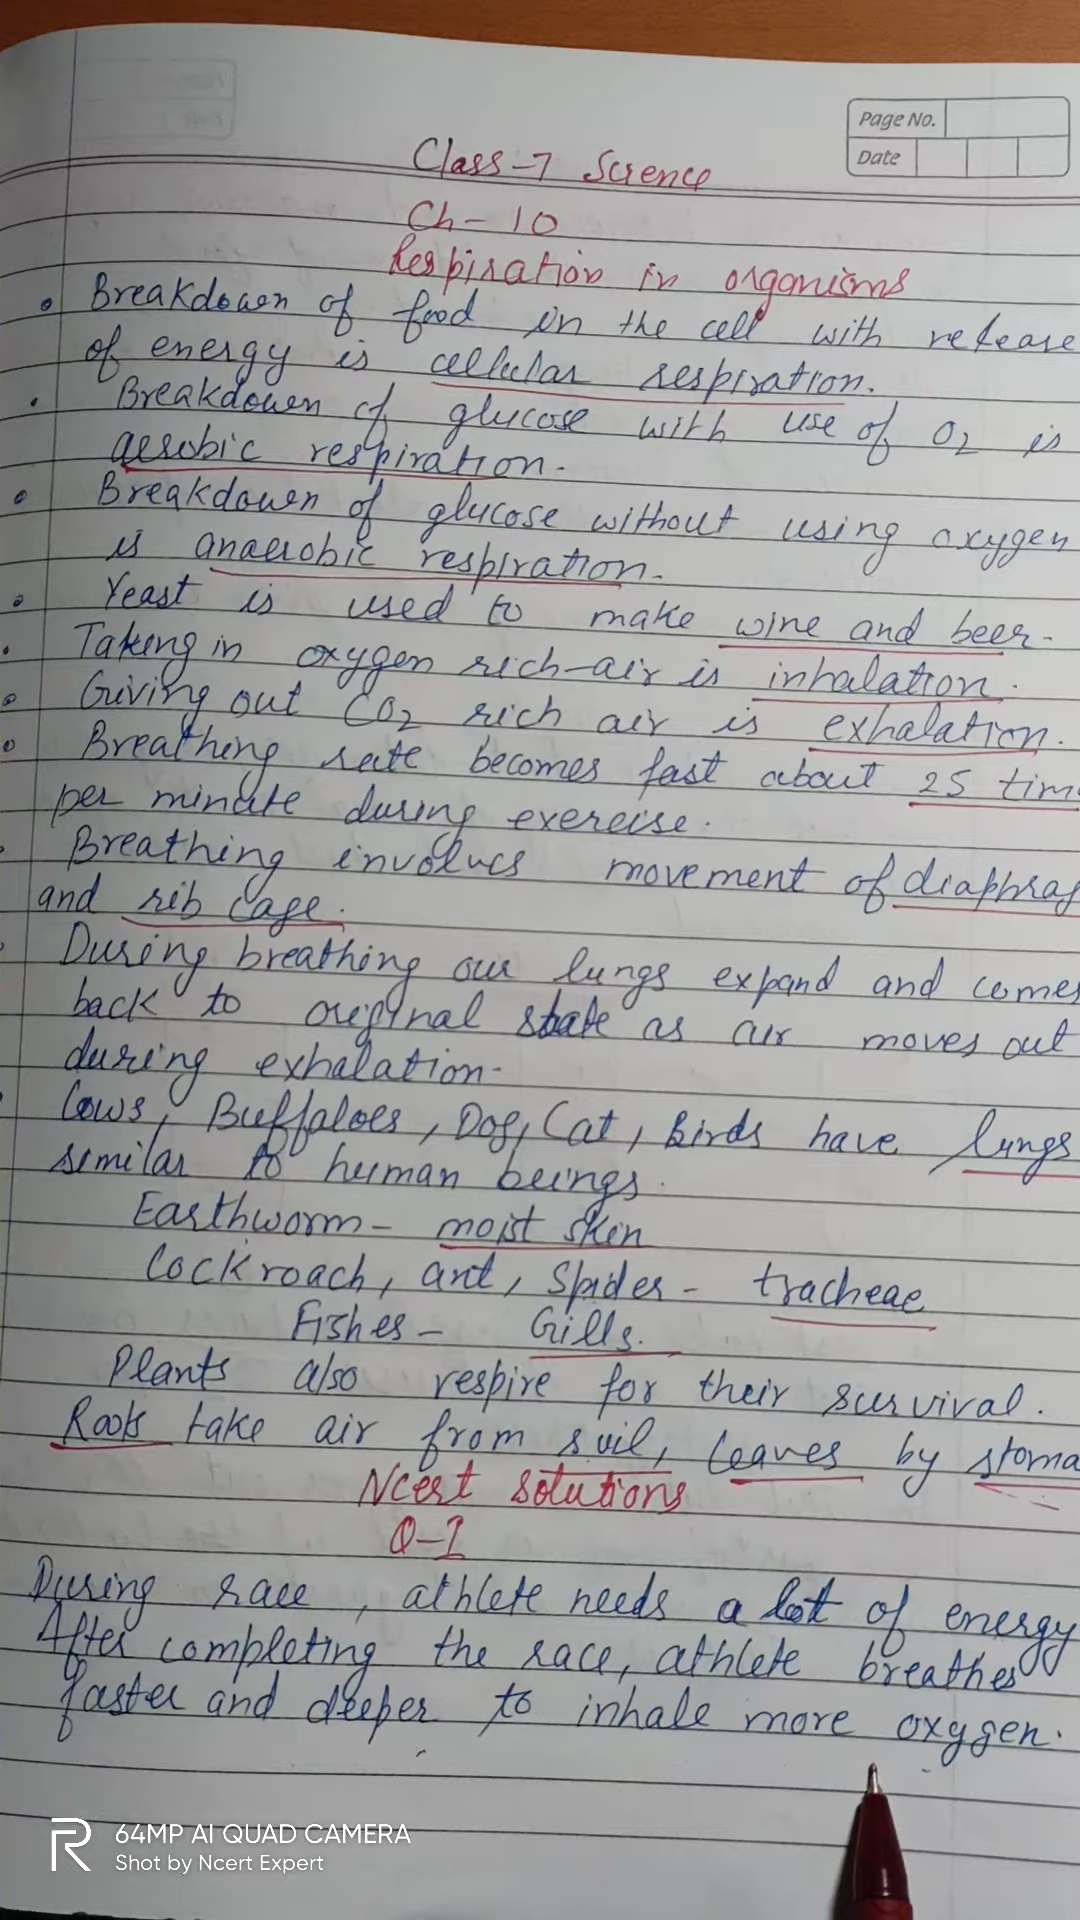 Page No.
Date
Class-7 Science
Ch-10
Respiration in organisms
Breakdown of food in the cell with release
of energy is cellular respiration.
Breakdown of glucose with use of O2 is
aerobic respiration.
Breakdown of glucose without using oxygen
is anaerobic respiration.
Yeast is used to make wine and beer.
Taking in oxygen rich-air is inhalation.
Giving out CO2 rich air is exhalation.
Breathing rate becomes fast about 25 tim
per minute during exercise.
Breathing involves movement of diaphrag
and rib cage.
During breathing our lungs expand and comes
back to original state as air moves out
during exhalation.
Cows, Buffaloes, Dog, Cat, Birds have lungs
similar to human beings.
Earthworm - moist skin
Cockroach, ant, Spider - tracheae
Fishes - Gills.
Plants also respire for their survival.
Roots take air from soil, leaves by stoma
Ncert solutions
Q-1
During race, athlete needs a lot of energy
After completing the race, athlete breathes
faster and deeper to inhale more oxygen.
64MP AI QUAD CAMERA
Shot by Ncert Expert